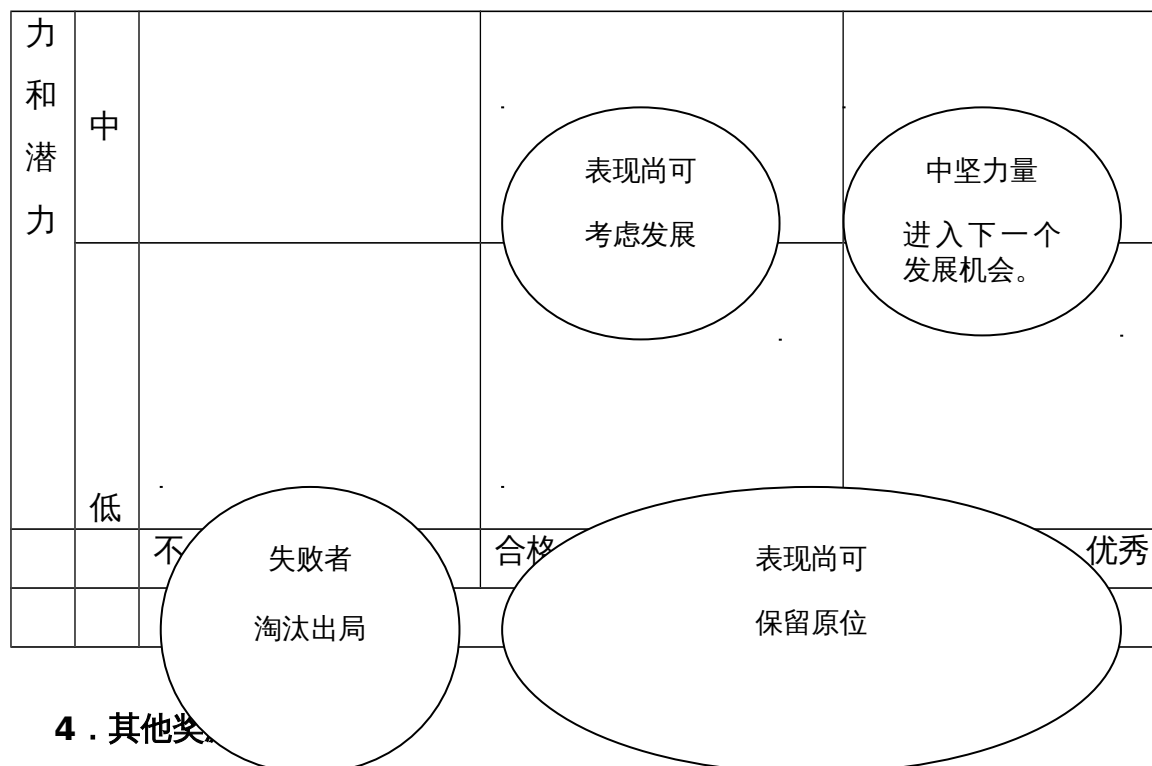 力
和
潜
力
中
表现尚可
考虑发展
中坚力量
进入下一个
发展机会。
低
不
合格
优秀
失败者
淘汰出局
表现尚可
保留原位
4．其他奖